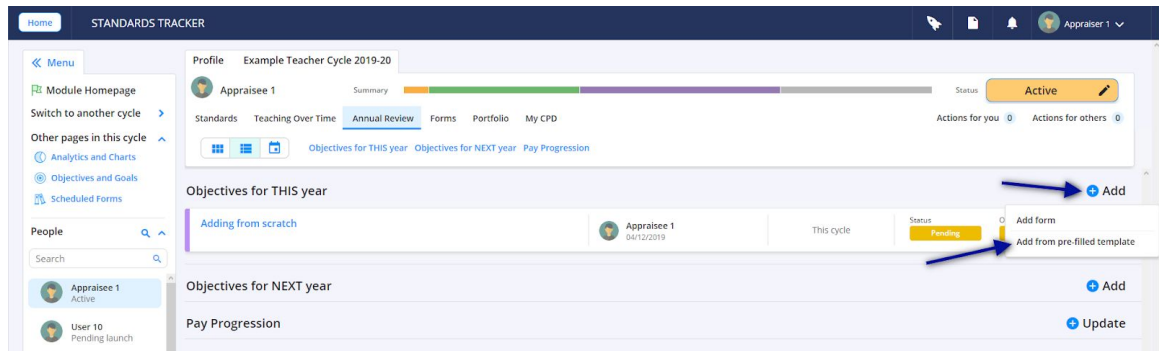 Home STANDARDS TRACKER Appraiser 1
Menu
Module Homepage
Switch to another cycle
Other pages in this cycle
Analytics and Charts
Objectives and Goals
Scheduled Forms
People
Search
Appraisee 1
Active
User 10
Pending launch
Profile Example Teacher Cycle 2019-20
Appraisee 1 Summary Status Active
Standards Teaching Over Time Annual Review Forms Portfolio My CPD Actions for you 0 Actions for others 0
Objectives for THIS year Objectives for NEXT year Pay Progression
Objectives for THIS year Add
Adding from scratch Appraisee 1 04/12/2019 This cycle Status Pending O
Add form
Add from pre-filled template
Objectives for NEXT year Add
Pay Progression Update